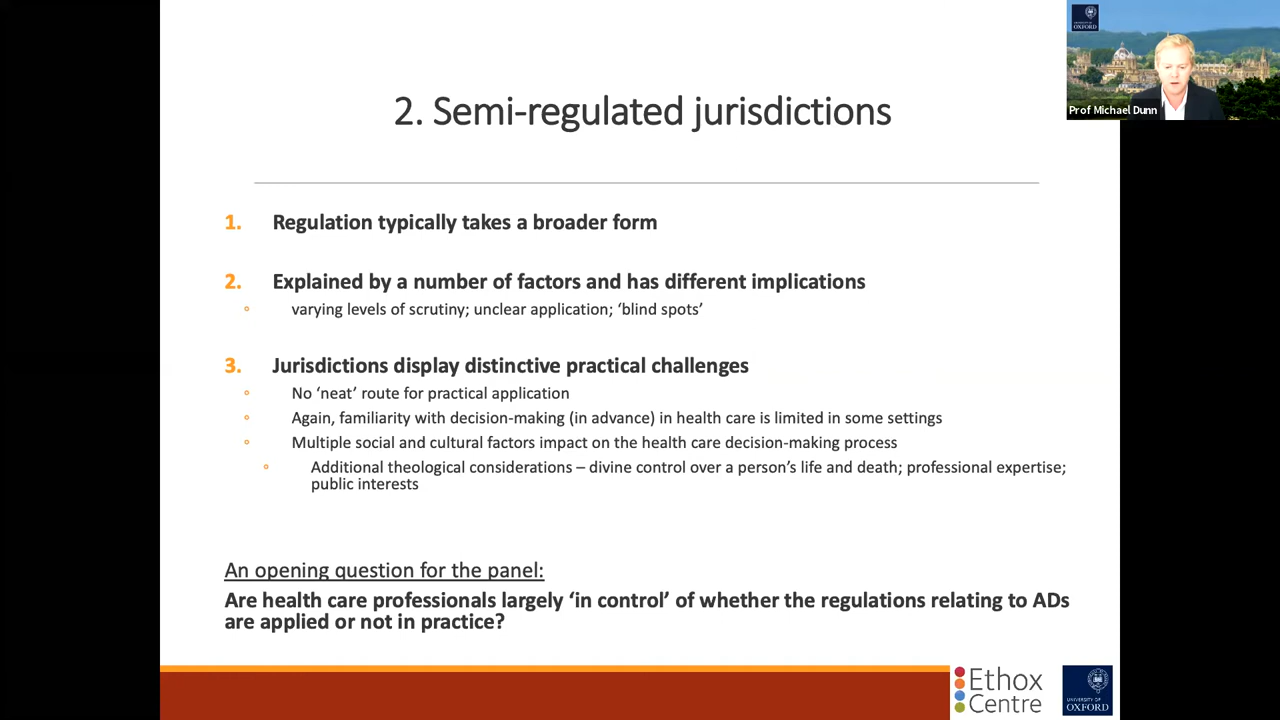 UNIVERSITY OF
OXFORD
Prof Michael Dunn
2. Semi-regulated jurisdictions
1. Regulation typically takes a broader form
2. Explained by a number of factors and has different implications
varying levels of scrutiny; unclear application; ‘blind spots’
3. Jurisdictions display distinctive practical challenges
No ‘neat’ route for practical application
Again, familiarity with decision-making (in advance) in health care is limited in some settings
Multiple social and cultural factors impact on the health care decision-making process
Additional theological considerations – divine control over a person’s life and death; professional expertise;
public interests
An opening question for the panel:
Are health care professionals largely ‘in control’ of whether the regulations relating to ADs
are applied or not in practice?
Ethox
Centre
UNIVERSITY OF
OXFORD